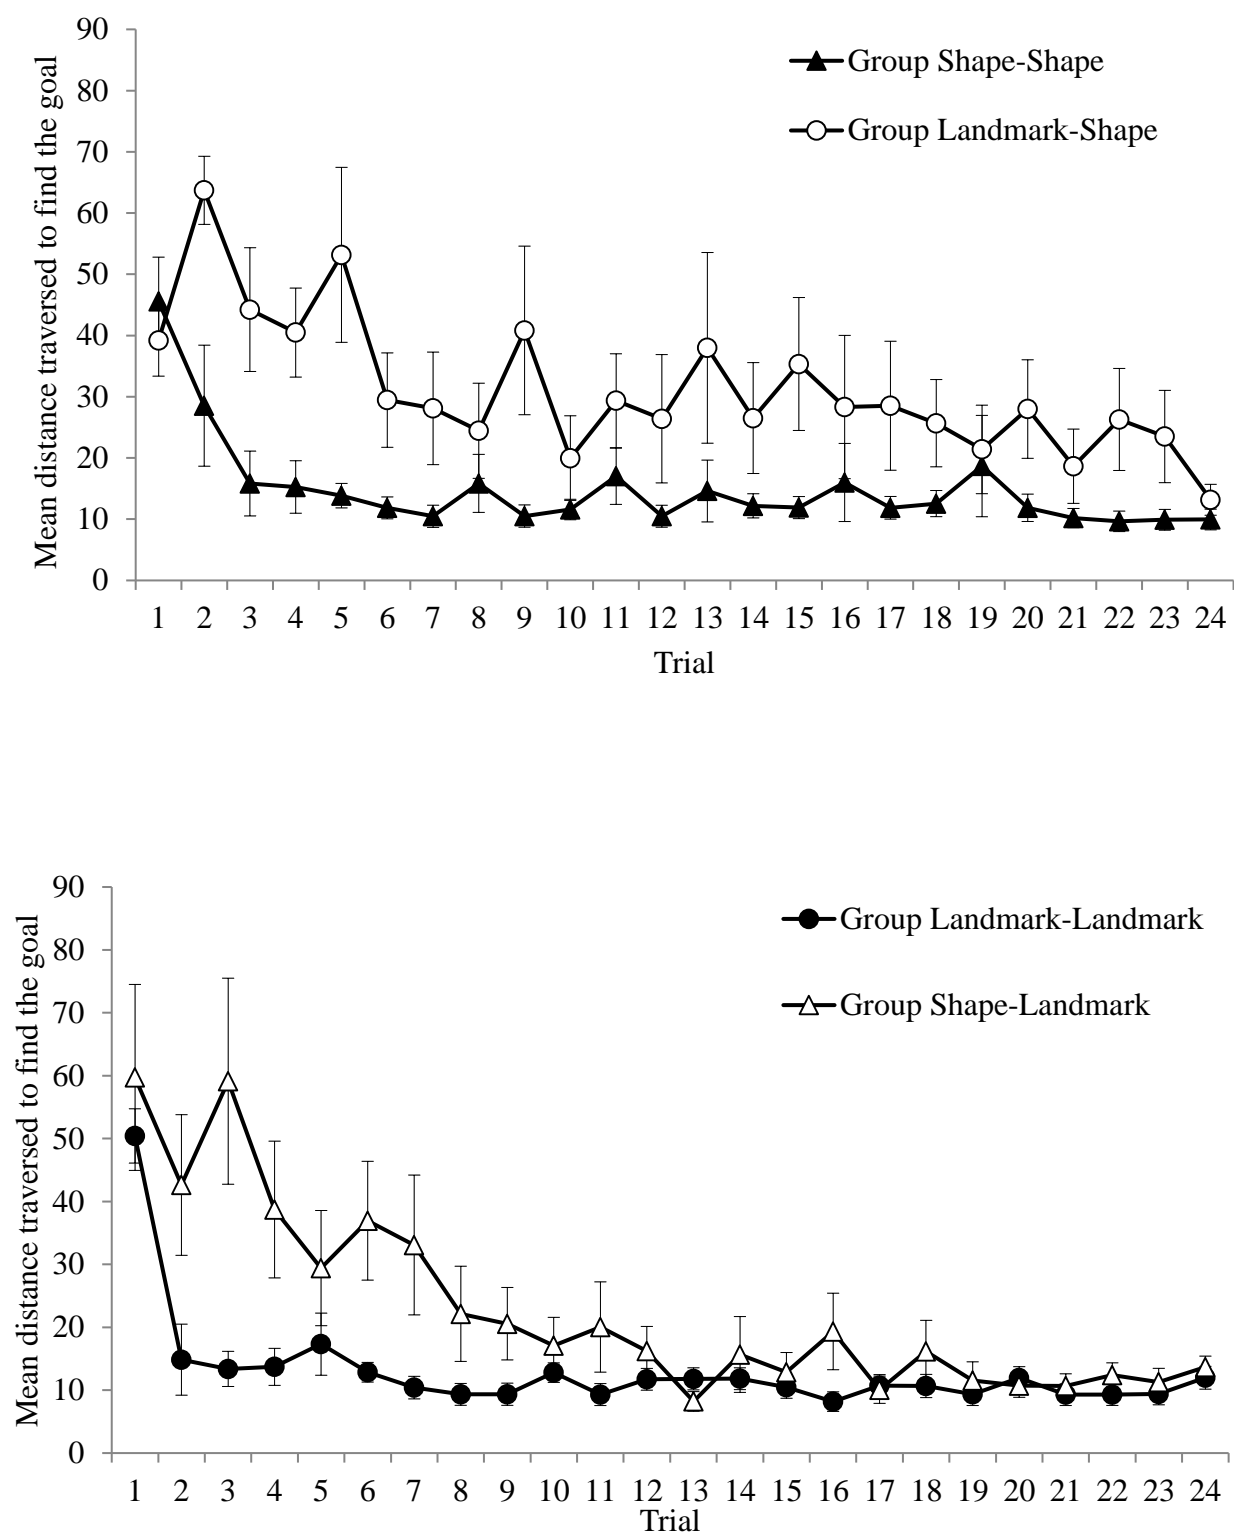 90
80
70
60
50
40
30
20
10
0
Mean distance traversed to find the goal
Group Shape-Shape
Group Landmark-Shape
1 2 3 4 5 6 7 8 9 10 11 12 13 14 15 16 17 18 19 20 21 22 23 24
Trial
90
80
70
60
50
40
30
20
10
0
Mean distance traversed to find the goal
Group Landmark-Landmark
Group Shape-Landmark
1 2 3 4 5 6 7 8 9 10 11 12 13 14 15 16 17 18 19 20 21 22 23 24
Trial